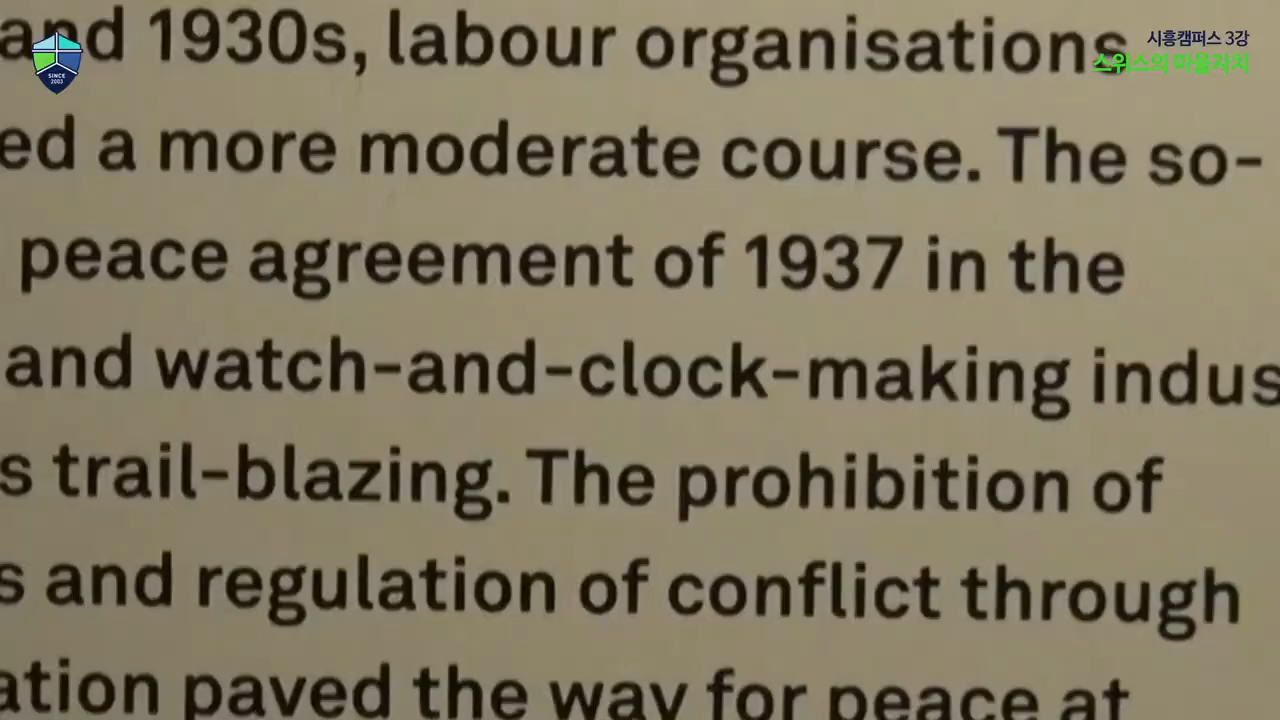 and 1930s, labour organisations
ed a more moderate course. The so-
peace agreement of 1937 in the
and watch-and-clock-making indus
s trail-blazing. The prohibition of
s and regulation of conflict through
ation paved the way for peace at
시흥캠퍼스 3강
스위스의 마을자치
SINCE
2003